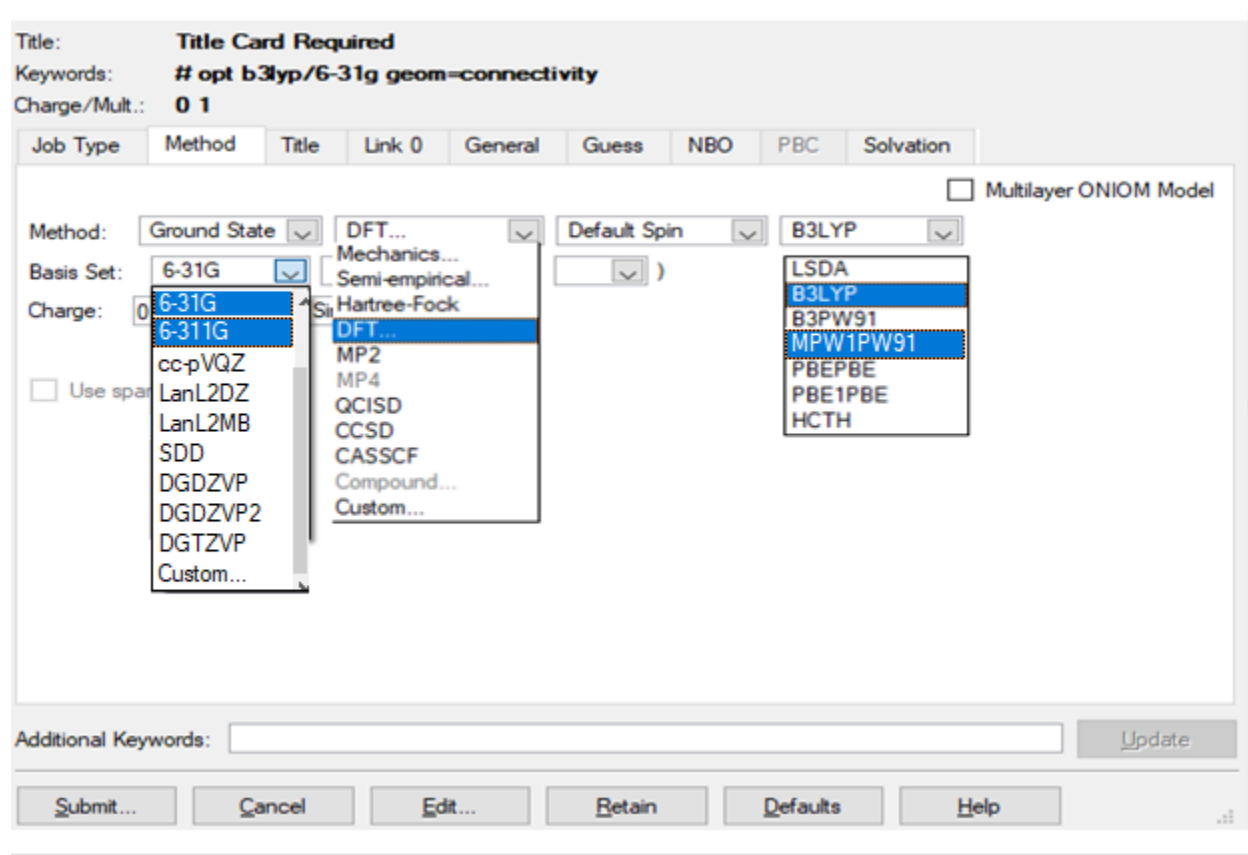 Title: Title Card Required
Keywords: # opt b3lyp/6-31g geom=connectivity
Charge/Mult.: 0 1
Job Type Method Title Link 0 General Guess NBO PBC Solvation
Multilayer ONIOM Model
Method: Ground State DFT... Default Spin B3LYP
Basis Set: 6-31G )
Charge: 0 Si
Use spar
6-31G
6-311G
cc-pVQZ
LanL2DZ
LanL2MB
SDD
DGDZVP
DGDZVP2
DGTZVP
Custom...
Mechanics...
Semi-empirical...
Hartree-Fock
DFT...
MP2
MP4
QCISD
CCSD
CASSCF
Compound...
Custom...
LSDA
B3LYP
B3PW91
MPW1PW91
PBEPBE
PBE1PBE
HCTH
Additional Keywords: Update
Submit... Cancel Edit... Retain Defaults Help